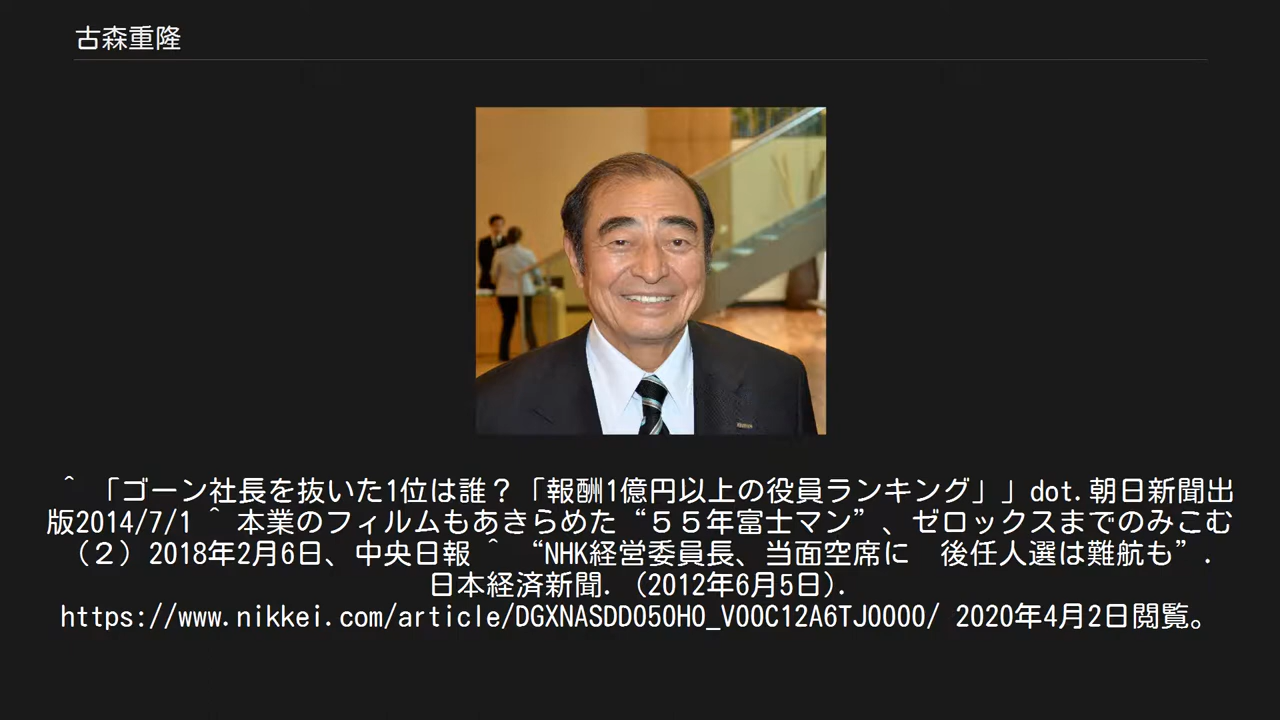 古森重隆
^ 「ゴーン社長を抜いた1位は誰？「報酬1億円以上の役員ランキング」」dot.朝日新聞出
版2014/7/1 ^ 本業のフィルムもあきらめた“５５年富士マン”、ゼロックスまでのみこむ
（２）2018年2月6日、中央日報 ^ “NHK経営委員長、当面空席に　後任人選は難航も”.
日本経済新聞. (2012年6月5日).
https://www.nikkei.com/article/DGXNASDD050HO_V00C12A6TJ0000/ 2020年4月2日閲覧。